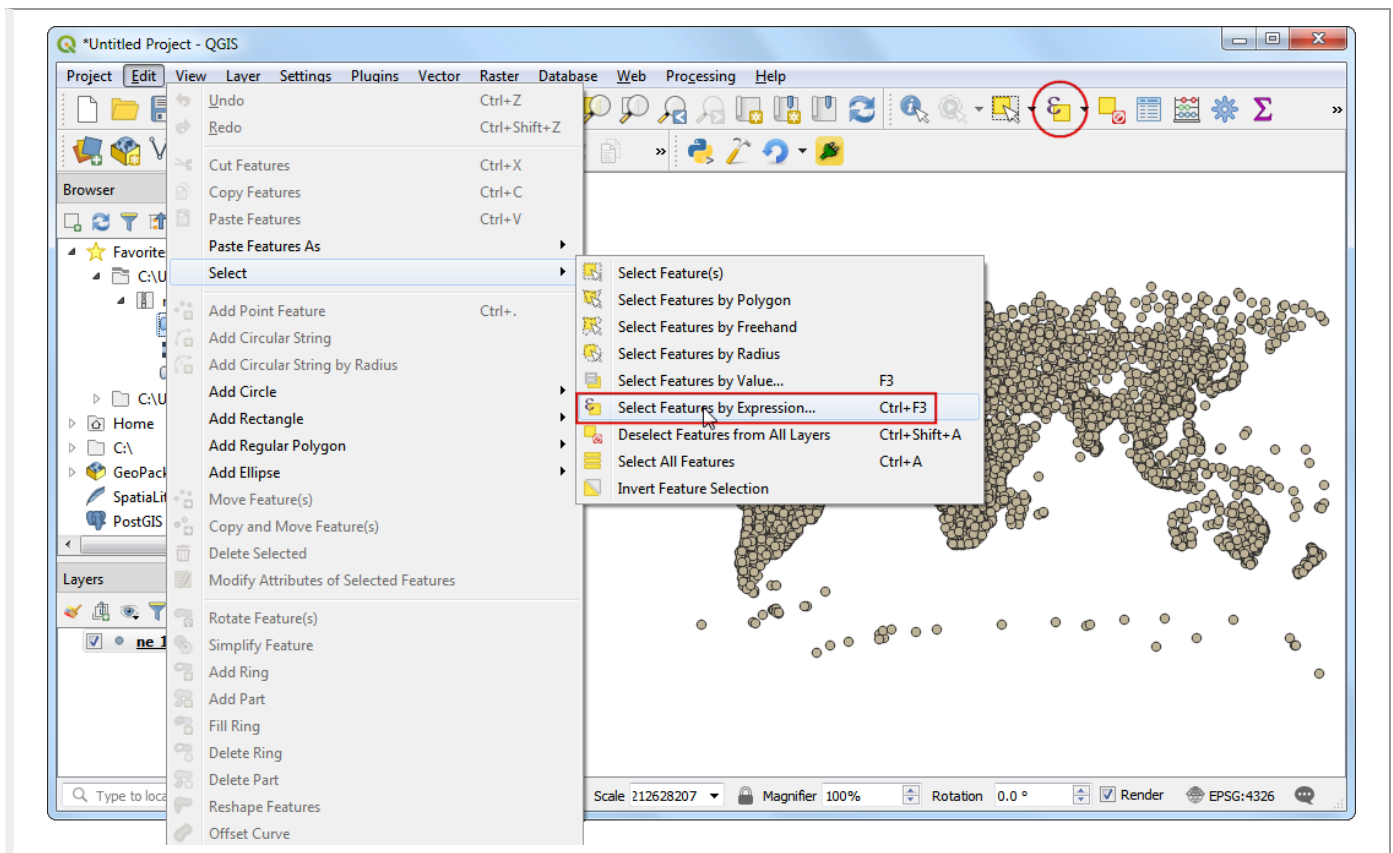 *Untitled Project - QGIS
Project Edit View Layer Settings Plugins Vector Raster Database Web Processing Help
Undo Ctrl+Z
Redo Ctrl+Shift+Z
Cut Features Ctrl+X
Browser
Copy Features Ctrl+C
Paste Features Ctrl+V
Favorite
Paste Features As
C:\U
Select
Select Feature(s)
Select Features by Polygon
Select Features by Freehand
Select Features by Radius
Select Features by Value... F3
Select Features by Expression... Ctrl+F3
Deselect Features from All Layers Ctrl+Shift+A
Select All Features Ctrl+A
Invert Feature Selection
Add Point Feature Ctrl+.
Add Circular String
Add Circular String by Radius
C:\U
Add Circle
Home
Add Rectangle
C:\
Add Regular Polygon
GeoPack
Add Ellipse
SpatiaLit
Move Feature(s)
PostGIS
Copy and Move Feature(s)
Delete Selected
Layers
Modify Attributes of Selected Features
Rotate Feature(s)
ne_1
Simplify Feature
Add Ring
Add Part
Fill Ring
Delete Ring
Delete Part
Type to loca
Scale 212628207 Magnifier 100% Rotation 0.0 ° Render EPSG:4326
Reshape Features
Offset Curve